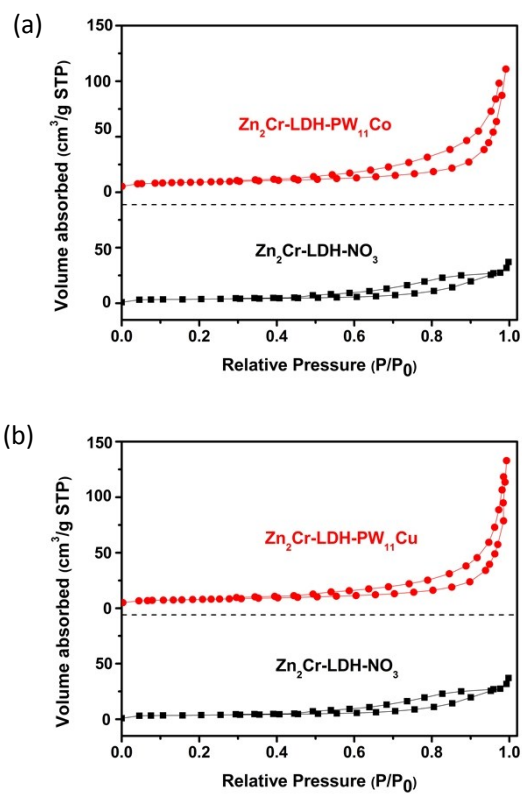 (a)
150
100
50
0
50
0
Volume absorbed (cm³/g STP)
Zn₂Cr-LDH-PW₁₁Co
Zn₂Cr-LDH-NO₃
0.0 0.2 0.4 0.6 0.8 1.0
Relative Pressure (P/P₀)
(b)
150
100
50
0
50
0
Volume absorbed (cm³/g STP)
Zn₂Cr-LDH-PW₁₁Cu
Zn₂Cr-LDH-NO₃
0.0 0.2 0.4 0.6 0.8 1.0
Relative Pressure (P/P₀)